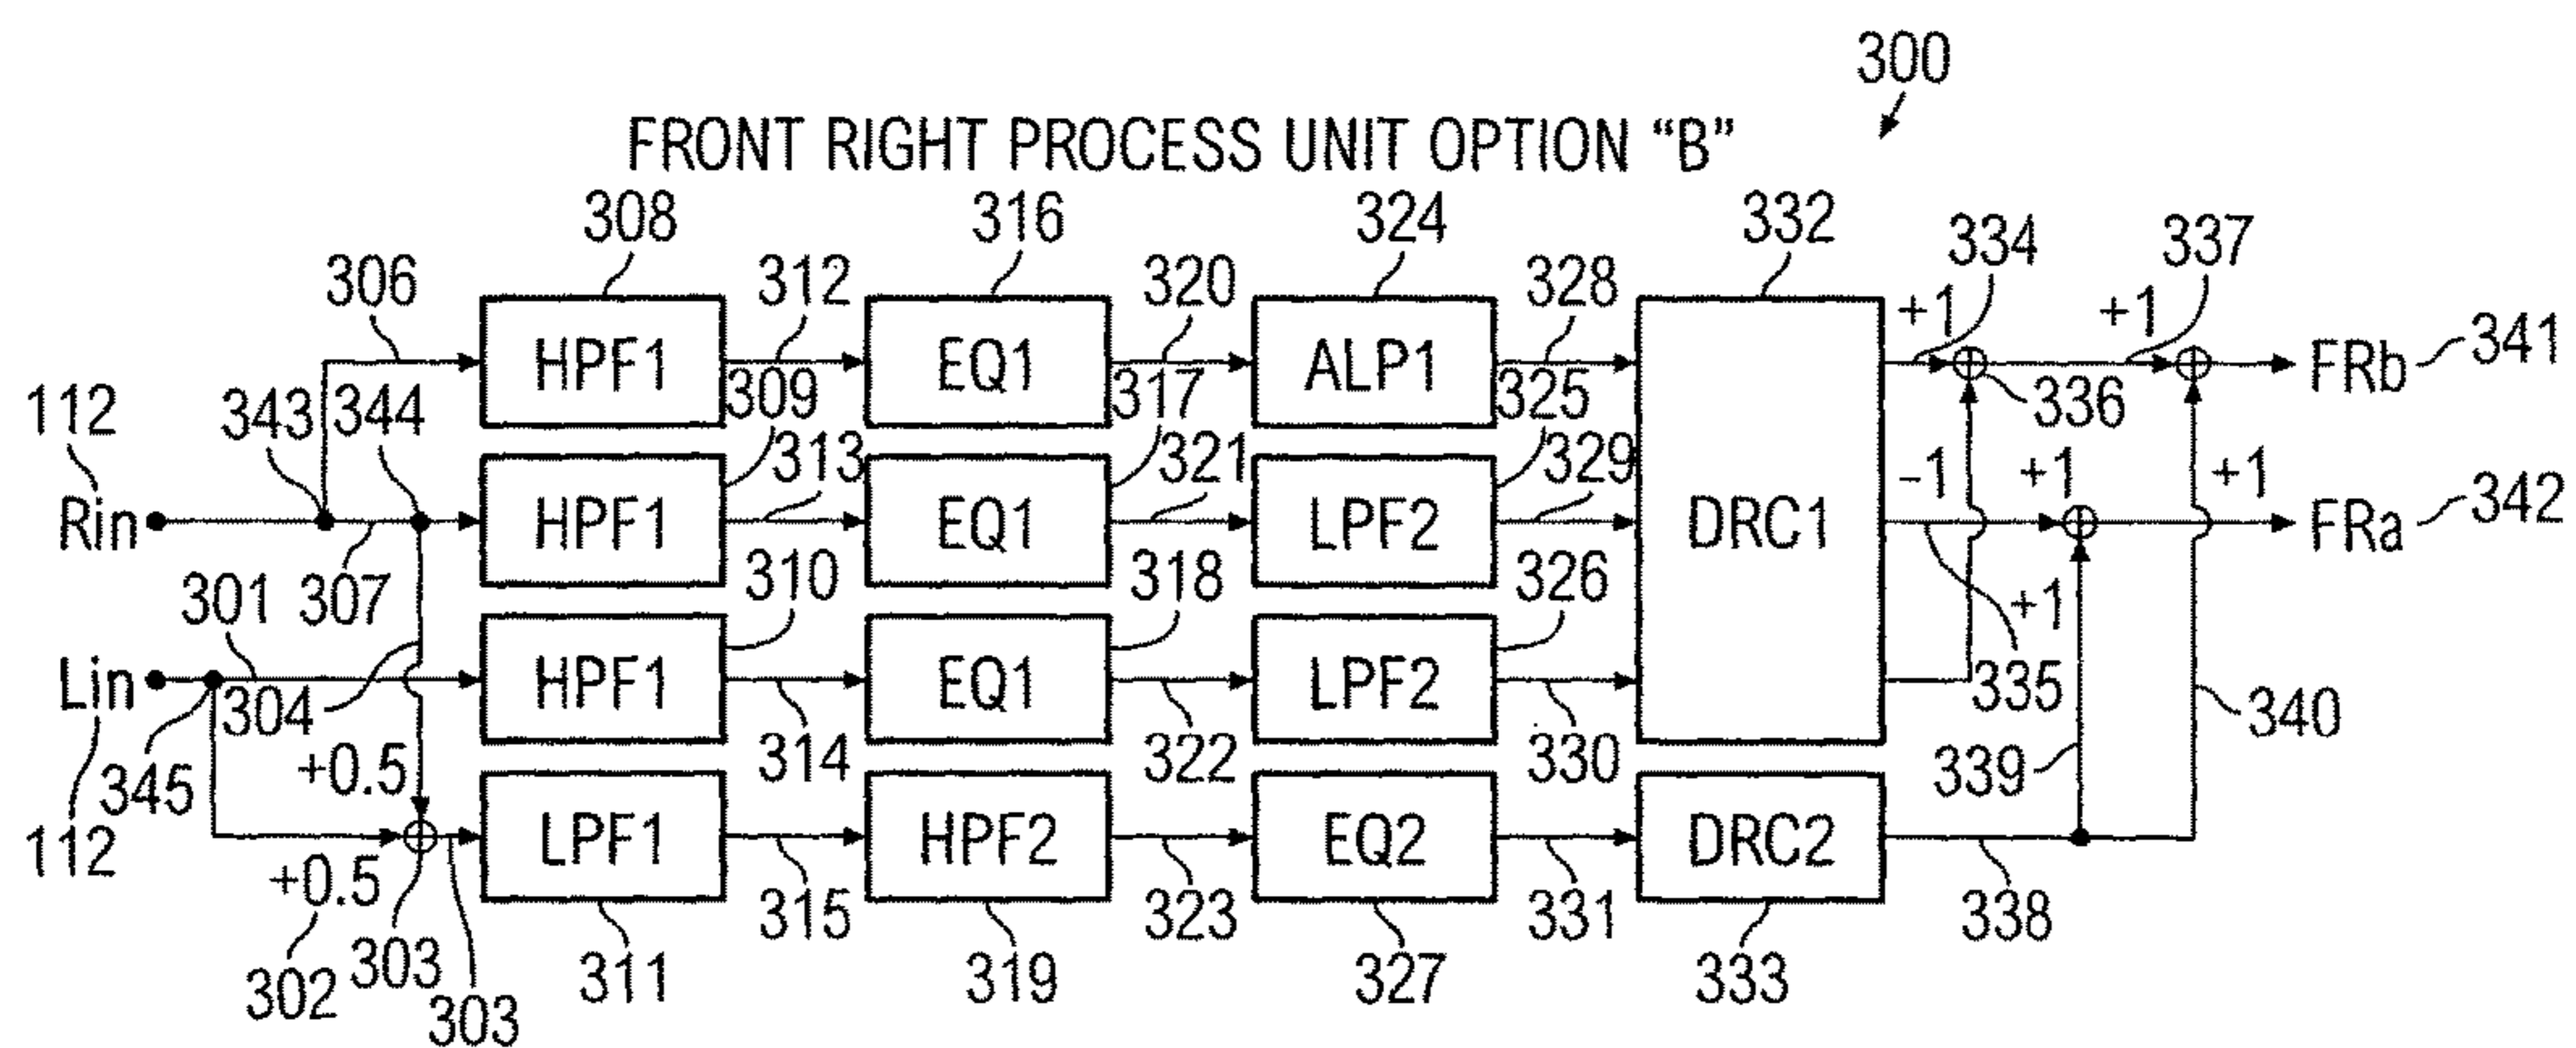 300
FRONT RIGHT PROCESS UNIT OPTION “B”
308 316 324 332 334 337
306 312 320 328 +1 +1
HPF1 EQ1 ALP1 FRb 341
309 317 325 336
112 343 344 313 321 329 -1 +1 +1
Rin HPF1 EQ1 LPF2 DRC1 FRa 342
301 307 310 318 326 +1
Lin 304 HPF1 EQ1 LPF2 335 340
345 +0.5 314 322 330 339
112 LPF1 HPF2 EQ2 DRC2
+0.5 315 323 331 338
302 303 303 311 319 327 333